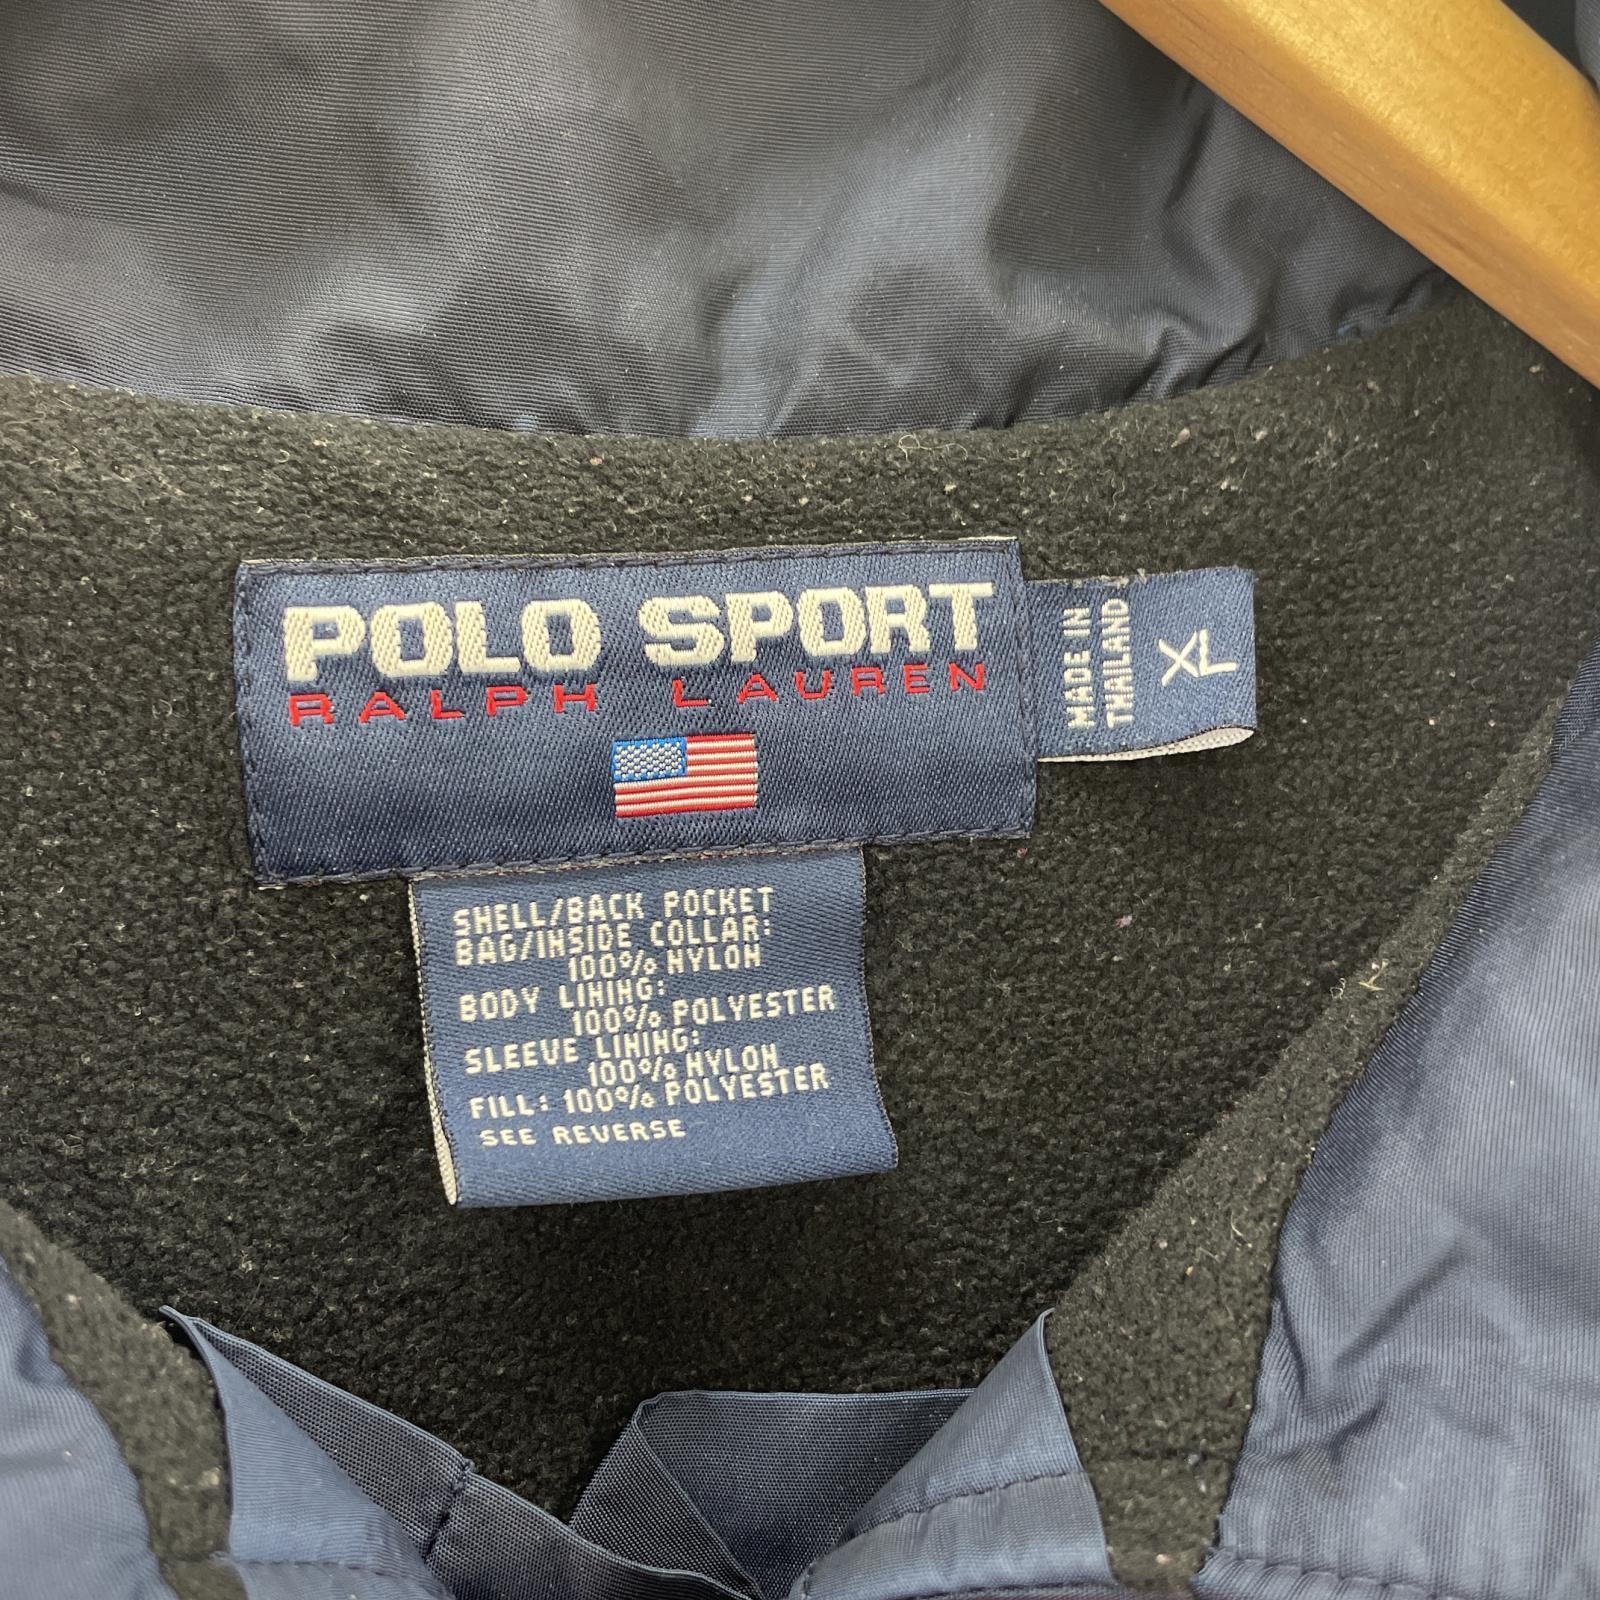 POLO SPORT
RALPH LAUREN
MADE IN
THAILAND
XL
SHELL/BACK POCKET
BAG/INSIDE COLLAR:
100% NYLON
BODY LINING:
100% POLYESTER
SLEEVE LINING:
100% NYLON
FILL: 100% POLYESTER
SEE REVERSE